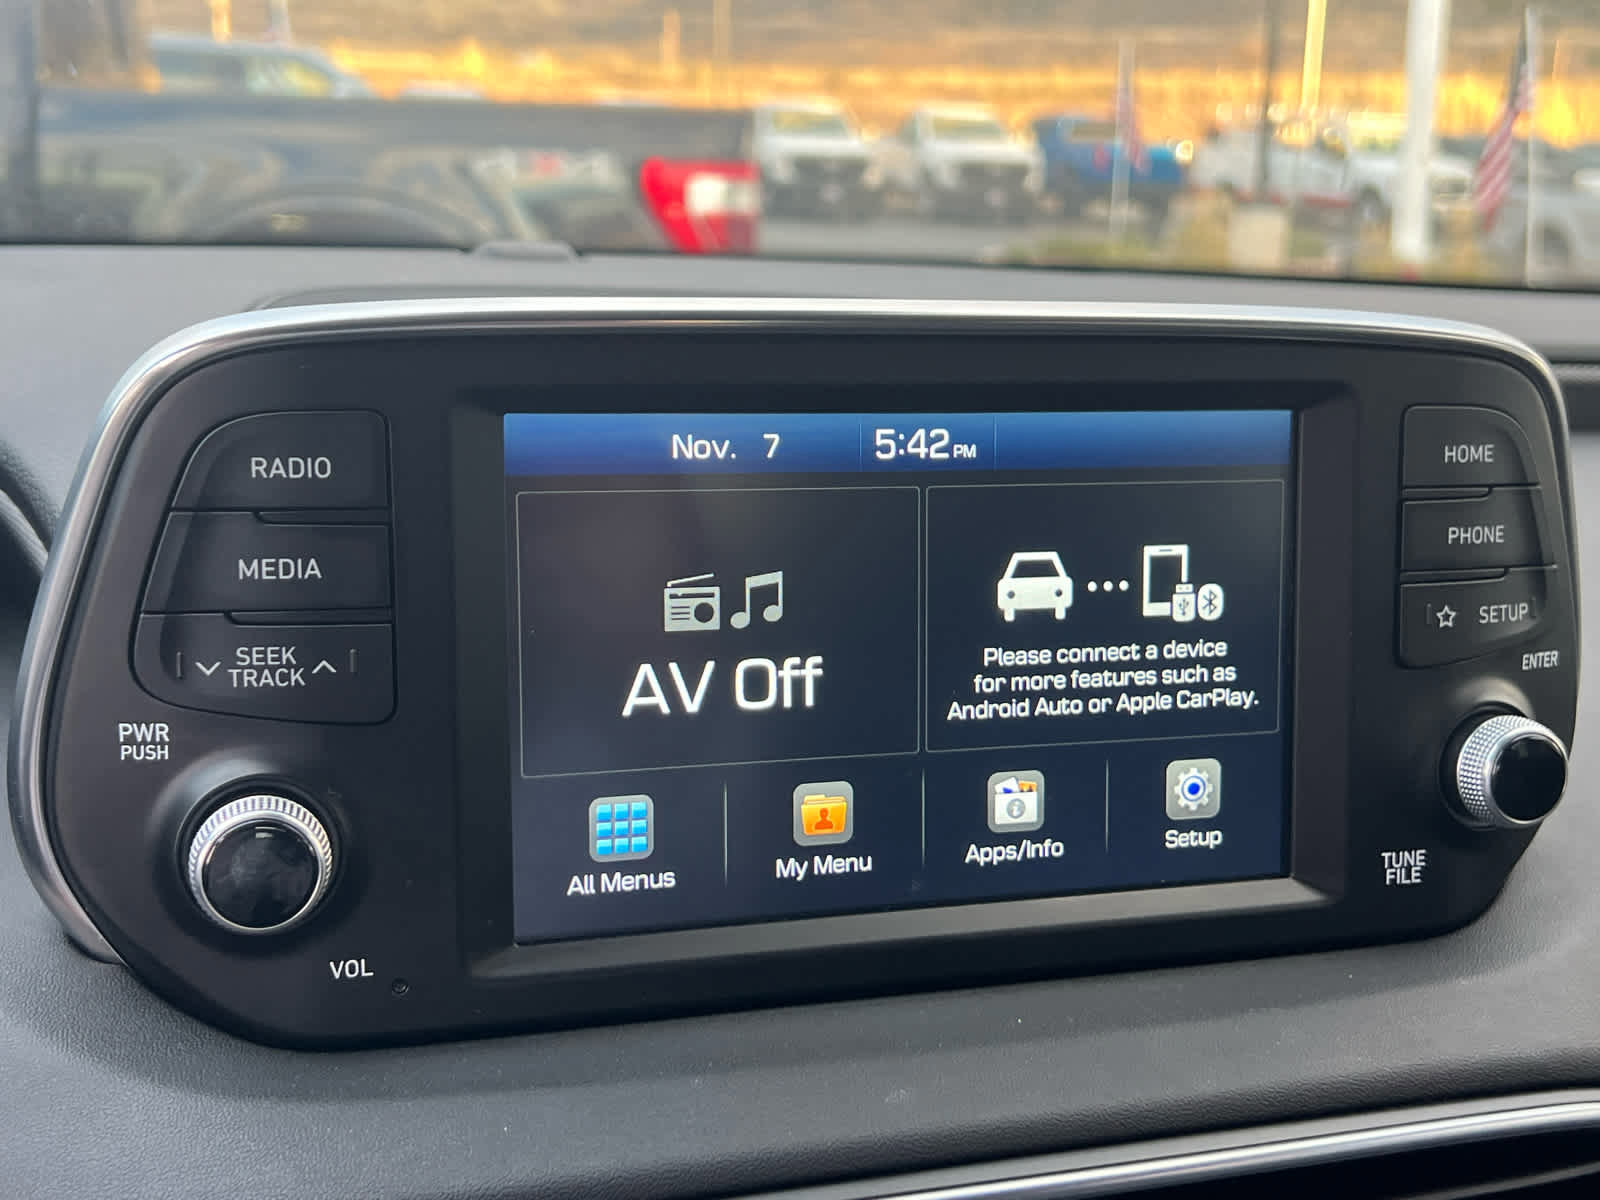 Nov. 7 5:42 PM
RADIO
MEDIA
SEEK
TRACK
PWR
PUSH
VOL
AV Off
Please connect a device
for more features such as
Android Auto or Apple CarPlay.
All Menus
My Menu
Apps/Info
Setup
HOME
PHONE
SETUP
ENTER
TUNE
FILE